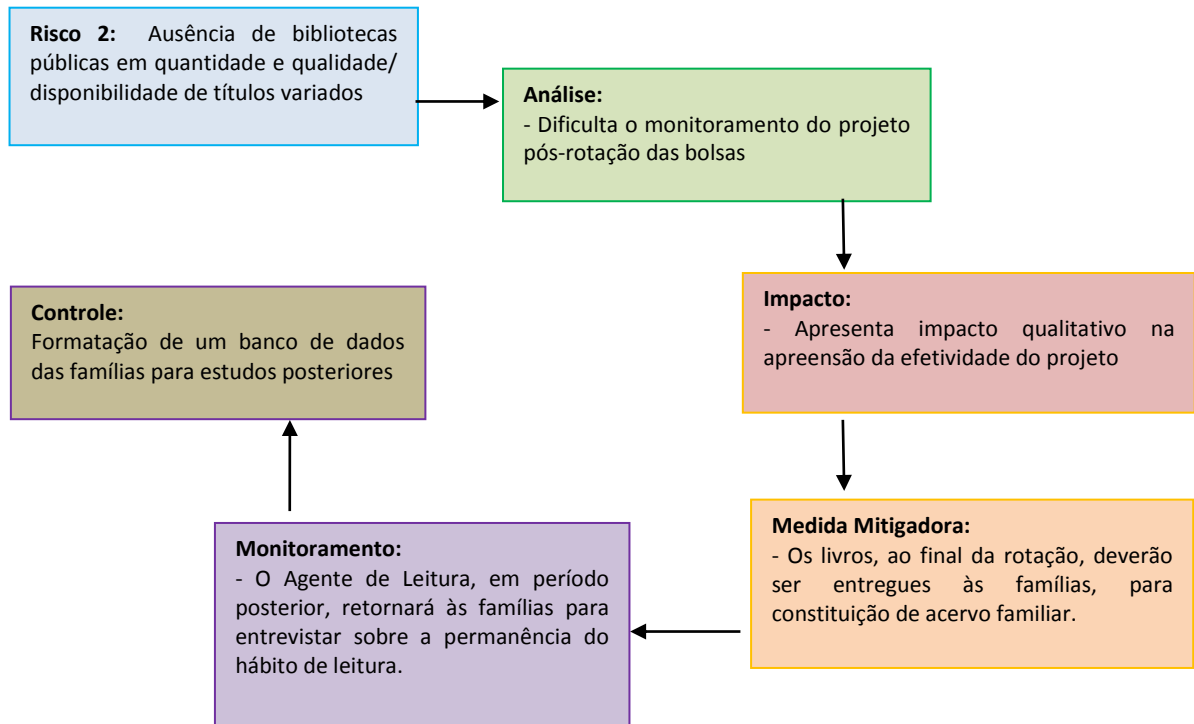 Risco 2: Ausência de bibliotecas
públicas em quantidade e qualidade/
disponibilidade de títulos variados
Análise:
- Dificulta o monitoramento do projeto
pós-rotação das bolsas
Impacto:
- Apresenta impacto qualitativo na
apreensão da efetividade do projeto
Medida Mitigadora:
- Os livros, ao final da rotação, deverão
ser entregues às famílias, para
constituição de acervo familiar.
Monitoramento:
- O Agente de Leitura, em período
posterior, retornará às famílias para
entrevistar sobre a permanência do
hábito de leitura.
Controle:
Formatação de um banco de dados
das famílias para estudos posteriores